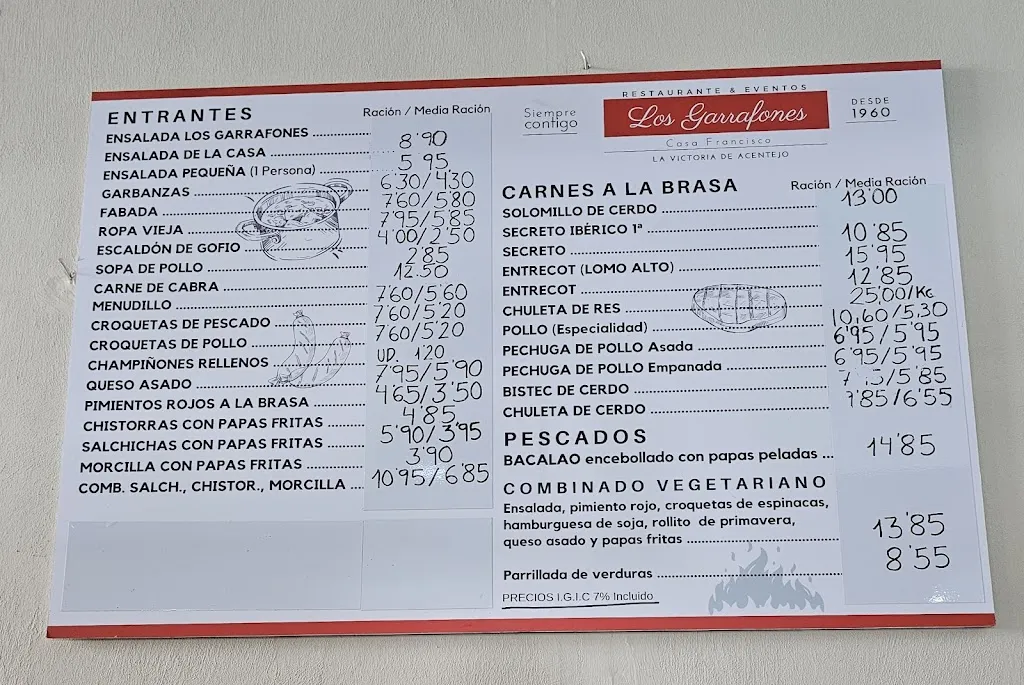 ENTRANTES
Ración / Media Ración
ENSALADA LOS GARRAFONES
ENSALADA DE LA CASA
ENSALADA PEQUEÑA (1 Persona)
GARBANZAS
FABADA
ROPA VIEJA
ESCALDÓN DE GOFIO
SOPA DE POLLO
CARNE DE CABRA
MENUDILLO
CROQUETAS DE PESCADO
CROQUETAS DE POLLO
CHAMPIÑONES RELLENOS
QUESO ASADO
PIMIENTOS ROJOS A LA BRASA
CHISTORRAS CON PAPAS FRITAS
SALCHICHAS CON PAPAS FRITAS
MORCILLA CON PAPAS FRITAS
COMB. SALCH., CHISTOR., MORCILLA
8'90
5'95
6'30/4'30
7'60/5'80
7'95/5'85
4'00/2'50
2'85
12'50
7'60/5'60
7'60/5'20
7'60/5'20
UD. 1'20
7'95/5'90
4'65/3'50
4'85
5'90/3'95
3'90
10'95/6'85
Siempre
contigo
RESTAURANTE & EVENTOS
Los Garrafones
Casa Francisco
LA VICTORIA DE ACENTEJO
DESDE
1960
CARNES A LA BRASA
Ración / Media Ración
SOLOMILLO DE CERDO
SECRETO IBÉRICO 1ª
SECRETO
ENTRECOT (LOMO ALTO)
ENTRECOT
CHULETA DE RES
POLLO (Especialidad)
PECHUGA DE POLLO Asada
PECHUGA DE POLLO Empanada
BISTEC DE CERDO
CHULETA DE CERDO
13'00
10'85
15'95
12'85
25,00/Kg
10,60/5,30
6'95/5'95
6'95/5'95
/5'85
7'85/6'55
PESCADOS
BACALAO encebollado con papas peladas ... 14'85
COMBINADO VEGETARIANO
Ensalada, pimiento rojo, croquetas de espinacas,
hamburguesa de soja, rollito de primavera,
queso asado y papas fritas 13'85
Parrillada de verduras 8'55
PRECIOS I.G.I.C 7% Incluido